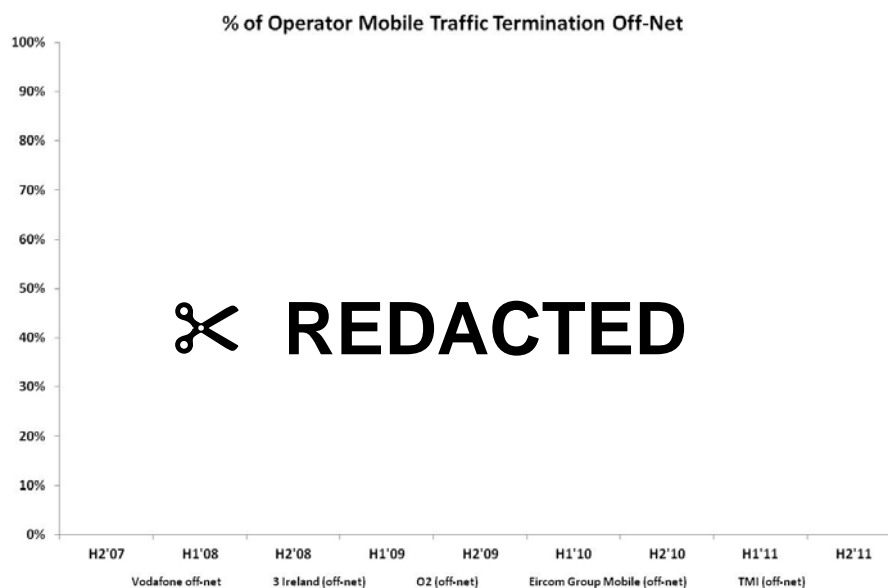 % of Operator Mobile Traffic Termination Off-Net
100%
90%
80%
70%
60%
50%
40%
30%
20%
10%
0%
REDACTED
H2'07 H1'08 H2'08 H1'09 H2'09 H1'10 H2'10 H1'11 H2'11
Vodafone off-net 3 Ireland (off-net) O2 (off-net) Eircom Group Mobile (off-net) TMI (off-net)